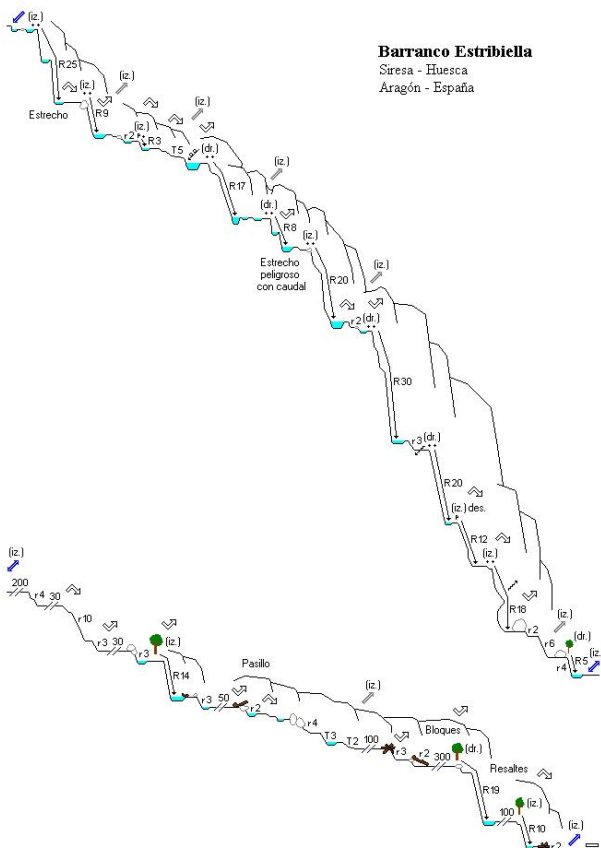 Barranco Estribiella
Siresa - Huesca
Aragón - España
(iz.)
R25
(iz.)
(iz.)
Estrecho
R9
(iz.)
r2
R3
(iz.)
T5
(dr.)
R17
(iz.)
(dr.)
R8
(iz.)
Estrecho
peligroso
con caudal
R20
(iz.)
r2
(dr.)
R30
r3
(dr.)
R20
(iz.) des.
R12
(iz.)
R18
r2
(iz.)
r6
(dr.)
r4
R5
(iz.)
(iz.)
200
r4
30
r10
r3
30
r3
(iz.)
R14
r3
50
Pasillo
r2
r4
(iz.)
T3
T2
100
r3
Bloques
r2
300
(dr.)
R19
Resaltes
100
(iz.)
R10
r2
(iz.)